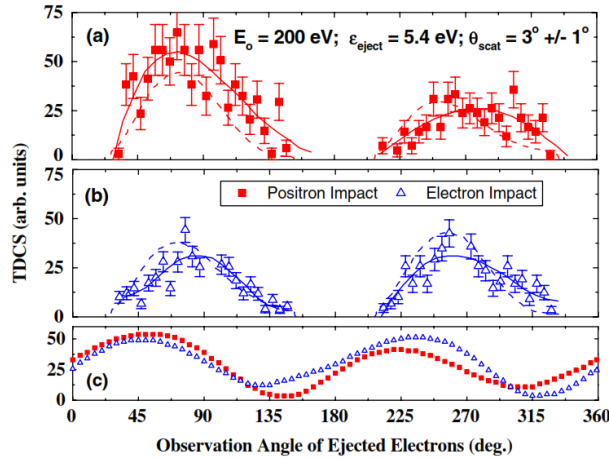 (a) E₀ = 200 eV; ε_eject = 5.4 eV; θ_scat = 3° +/- 1°
75
50
25
0
(b) Positron Impact Electron Impact
75
50
25
0
(c)
50
25
0
0 45 90 135 180 225 270 315 360
TDCS (arb. units)
Observation Angle of Ejected Electrons (deg.)